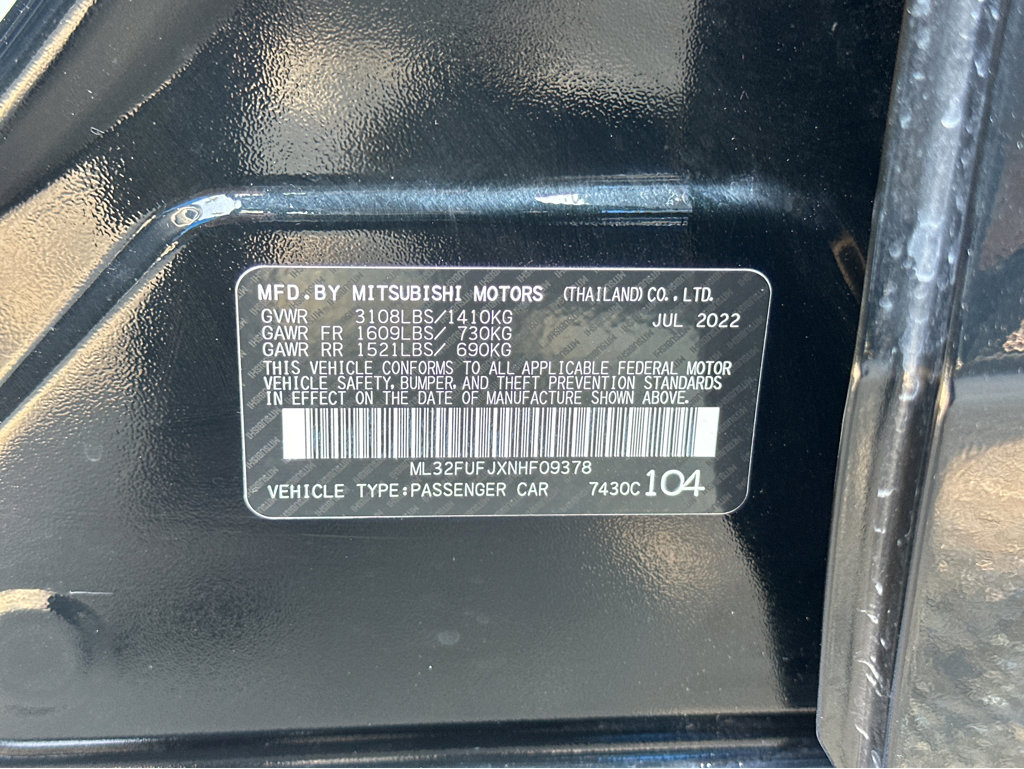 MFD.BY MITSUBISHI MOTORS (THAILAND)CO.,LTD.
GVWR 3108LBS/1410KG JUL 2022
GAWR FR 1609LBS/ 730KG
GAWR RR 1521LBS/ 690KG
THIS VEHICLE CONFORMS TO ALL APPLICABLE FEDERAL MOTOR
VEHICLE SAFETY, BUMPER, AND THEFT PREVENTION STANDARDS
IN EFFECT ON THE DATE OF MANUFACTURE SHOWN ABOVE.
ML32FUFJXNHF09378
VEHICLE TYPE:PASSENGER CAR 7430C 104